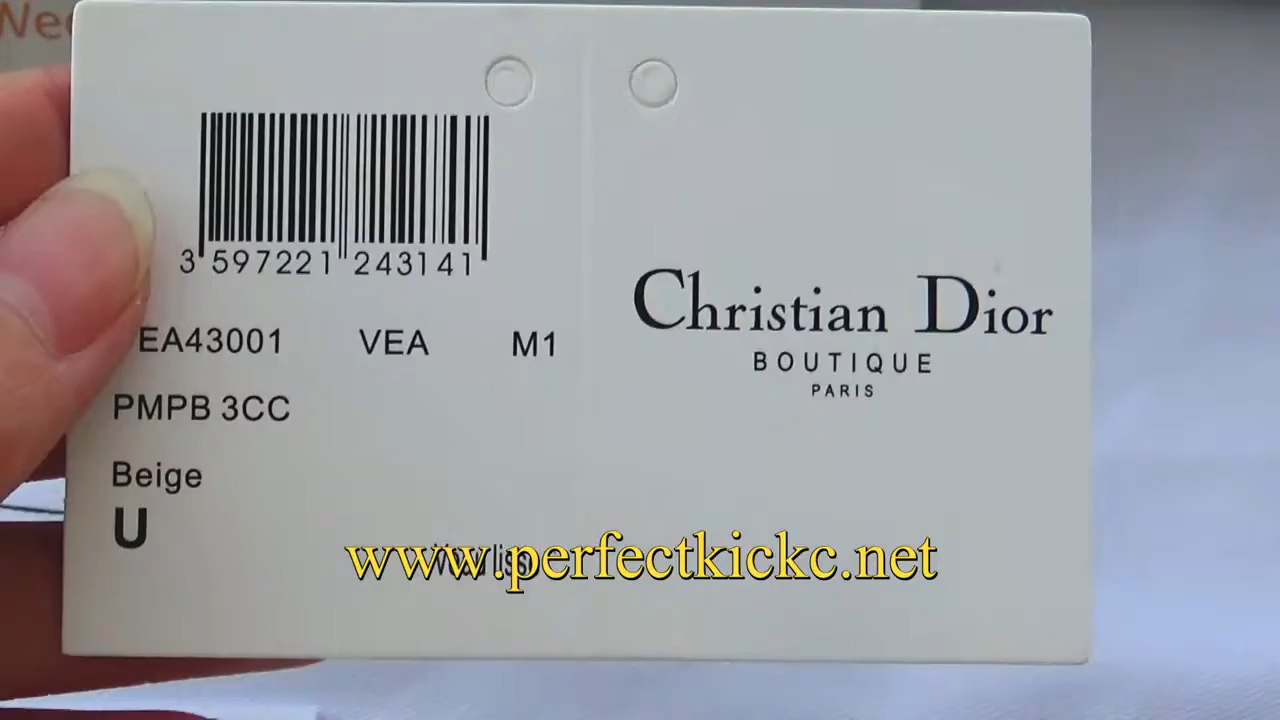 3 597221 243141
EA43001 VEA M1
PMPB 3CC
Beige
U
Christian Dior
BOUTIQUE
PARIS
www.perfectkickc.net